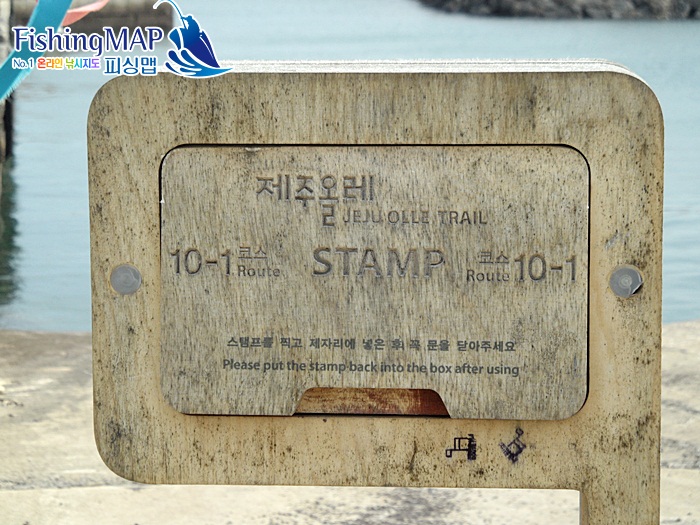 FishingMAP
No.1 온라인 낚시지도 피싱맵
제주올레
JEJU OLLE TRAIL
10-1 코스 Route STAMP 코스 Route 10-1
스탬프를 찍고 제자리에 넣은 후 꼭 문을 닫아주세요
Please put the stamp back into the box after using